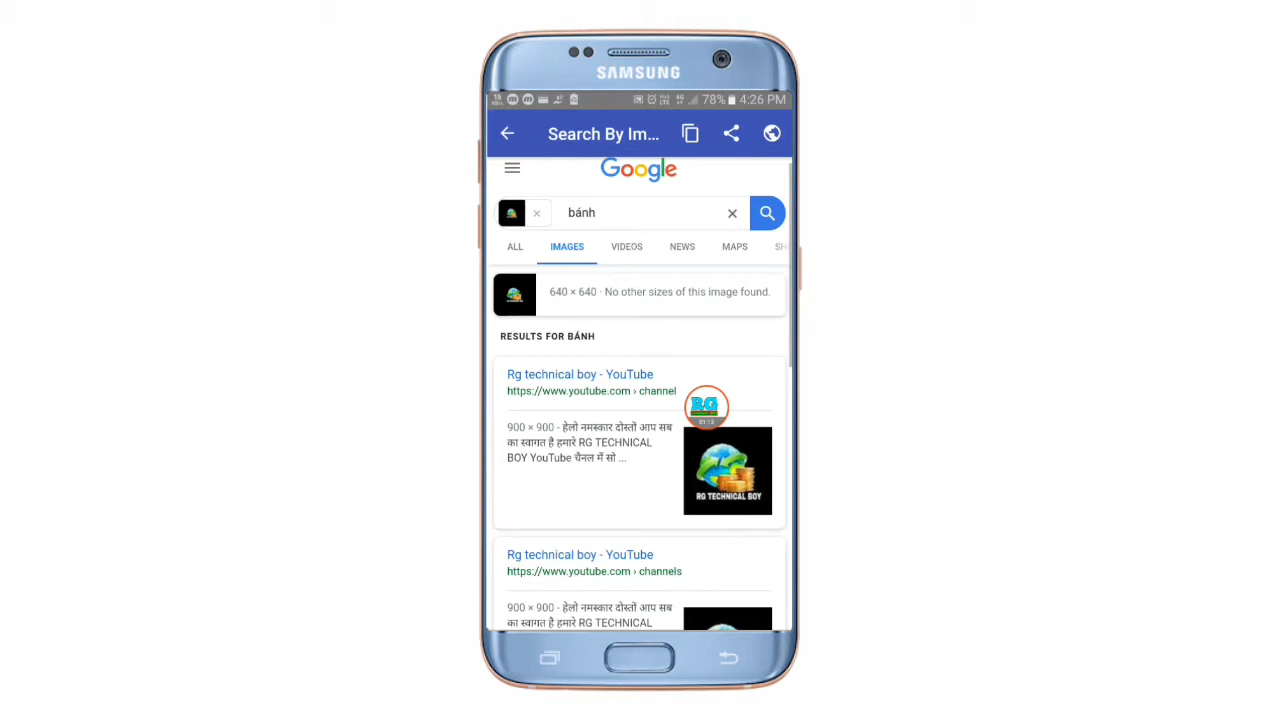 SAMSUNG
78% 4:26 PM
Search By Im...
Google
bánh
ALL IMAGES VIDEOS NEWS MAPS SH
640 × 640 · No other sizes of this image found.
RESULTS FOR BÁNH
Rg technical boy - YouTube
https://www.youtube.com › channel
RG
01:13
900 × 900 - हेलो नमस्कार दोस्तों आप सब
का स्वागत है हमारे RG TECHNICAL
BOY YouTube चैनल में सो ...
RG TECHNICAL BOY
Rg technical boy - YouTube
https://www.youtube.com › channels
900 × 900 - हेलो नमस्कार दोस्तों आप सब
का स्वागत है हमारे RG TECHNICAL